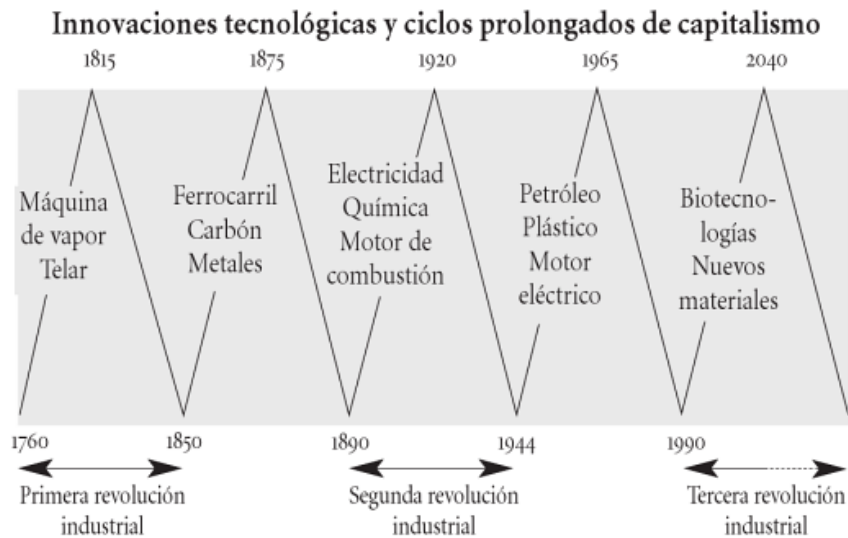 Innovaciones tecnológicas y ciclos prolongados de capitalismo
1815 1875 1920 1965 2040
Máquina
de vapor
Telar
Ferrocarril
Carbón
Metales
Electricidad
Química
Motor de
combustión
Petróleo
Plástico
Motor
eléctrico
Biotecno-
logías
Nuevos
materiales
1760 1850 1890 1944 1990
Primera revolución
industrial
Segunda revolución
industrial
Tercera revolución
industrial